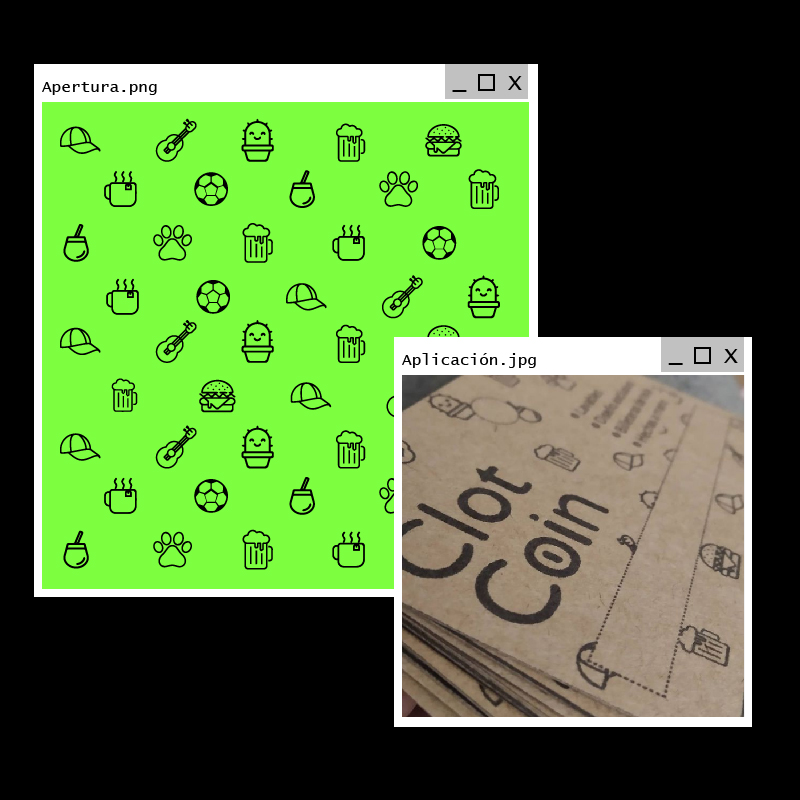 Apertura.png
_ □ X
Aplicación.jpg
_ □ X
Clot
Coin